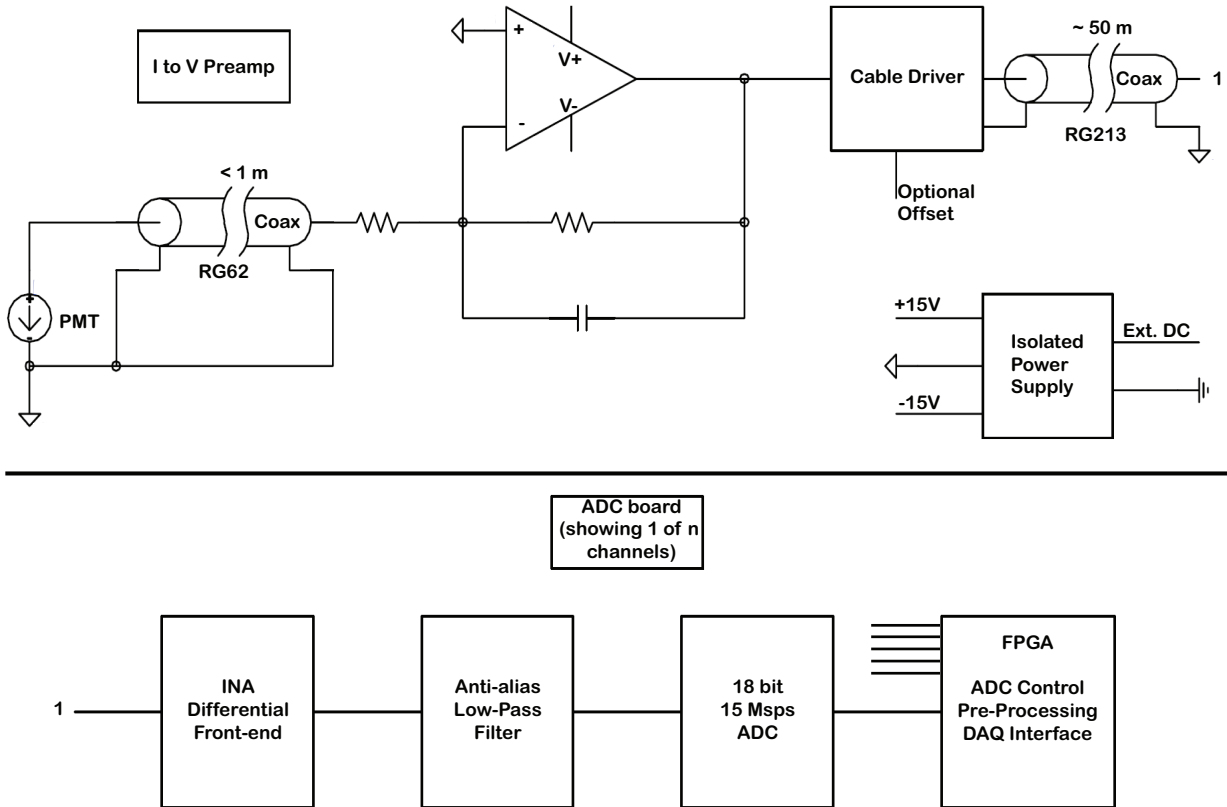 I to V Preamp
+
V+
V-
-
Cable Driver
~ 50 m
Coax
1
RG213
Optional
Offset
< 1 m
Coax
RG62
+
PMT
-
+15V
-15V
Isolated
Power
Supply
Ext. DC
ADC board
(showing 1 of n
channels)
1
INA
Differential
Front-end
Anti-alias
Low-Pass
Filter
18 bit
15 Msps
ADC
FPGA
ADC Control
Pre-Processing
DAQ Interface